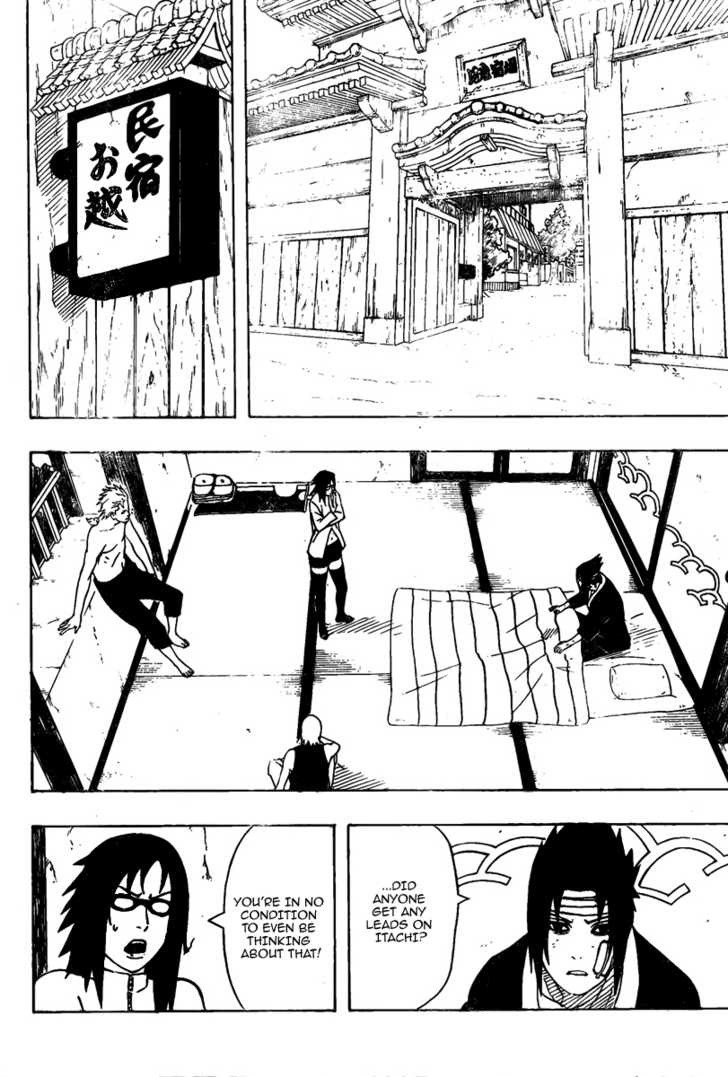 民宿
お越
...DID
ANYONE
GET ANY
LEADS ON
ITACHI?
YOU'RE IN NO
CONDITION
TO EVEN BE
THINKING
ABOUT THAT!